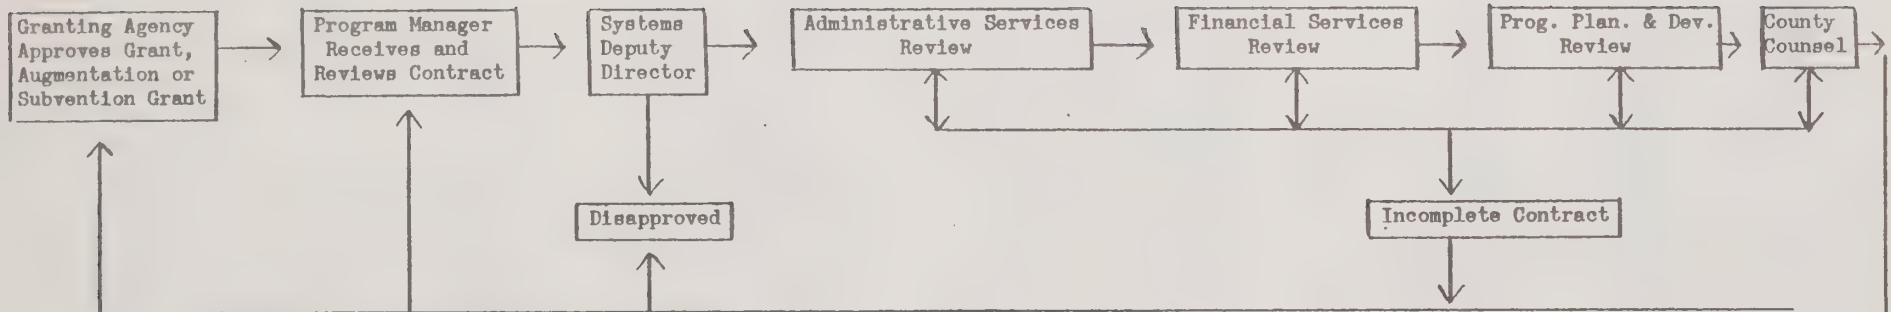 Granting Agency
Approves Grant,
Augmentation or
Subvention Grant
Program Manager
Receives and
Reviews Contract
Systems
Deputy
Director
Administrative Services
Review
Financial Services
Review
Prog. Plan. & Dev.
Review
County
Counsel
Disapproved
Incomplete Contract